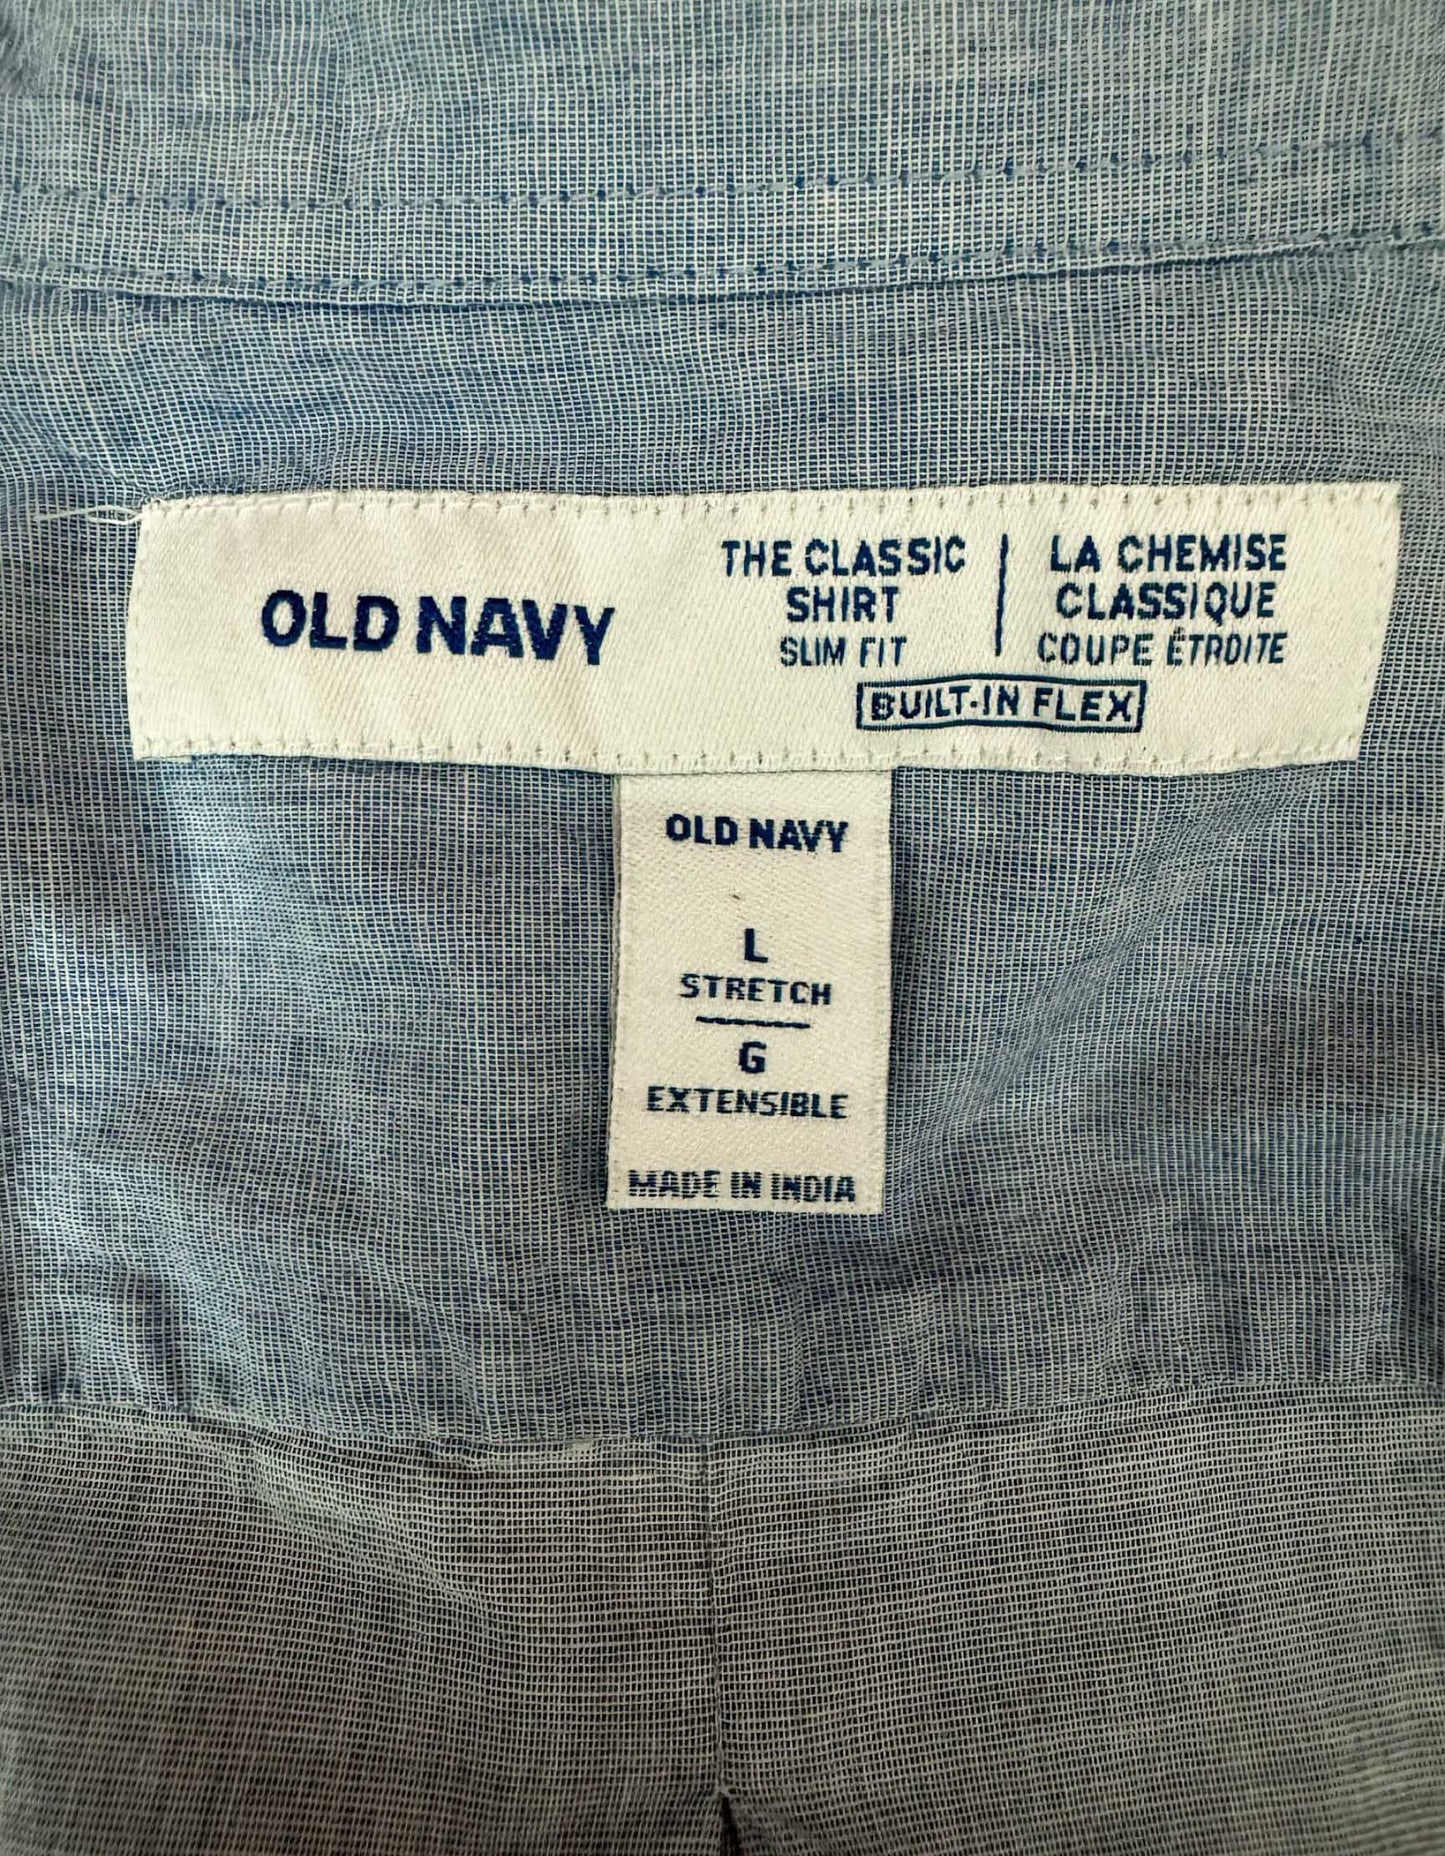 OLD NAVY
THE CLASSIC
SHIRT
SLIM FIT
LA CHEMISE
CLASSIQUE
COUPE ÉTROITE
BUILT-IN FLEX
OLD NAVY
L
STRETCH
G
EXTENSIBLE
MADE IN INDIA